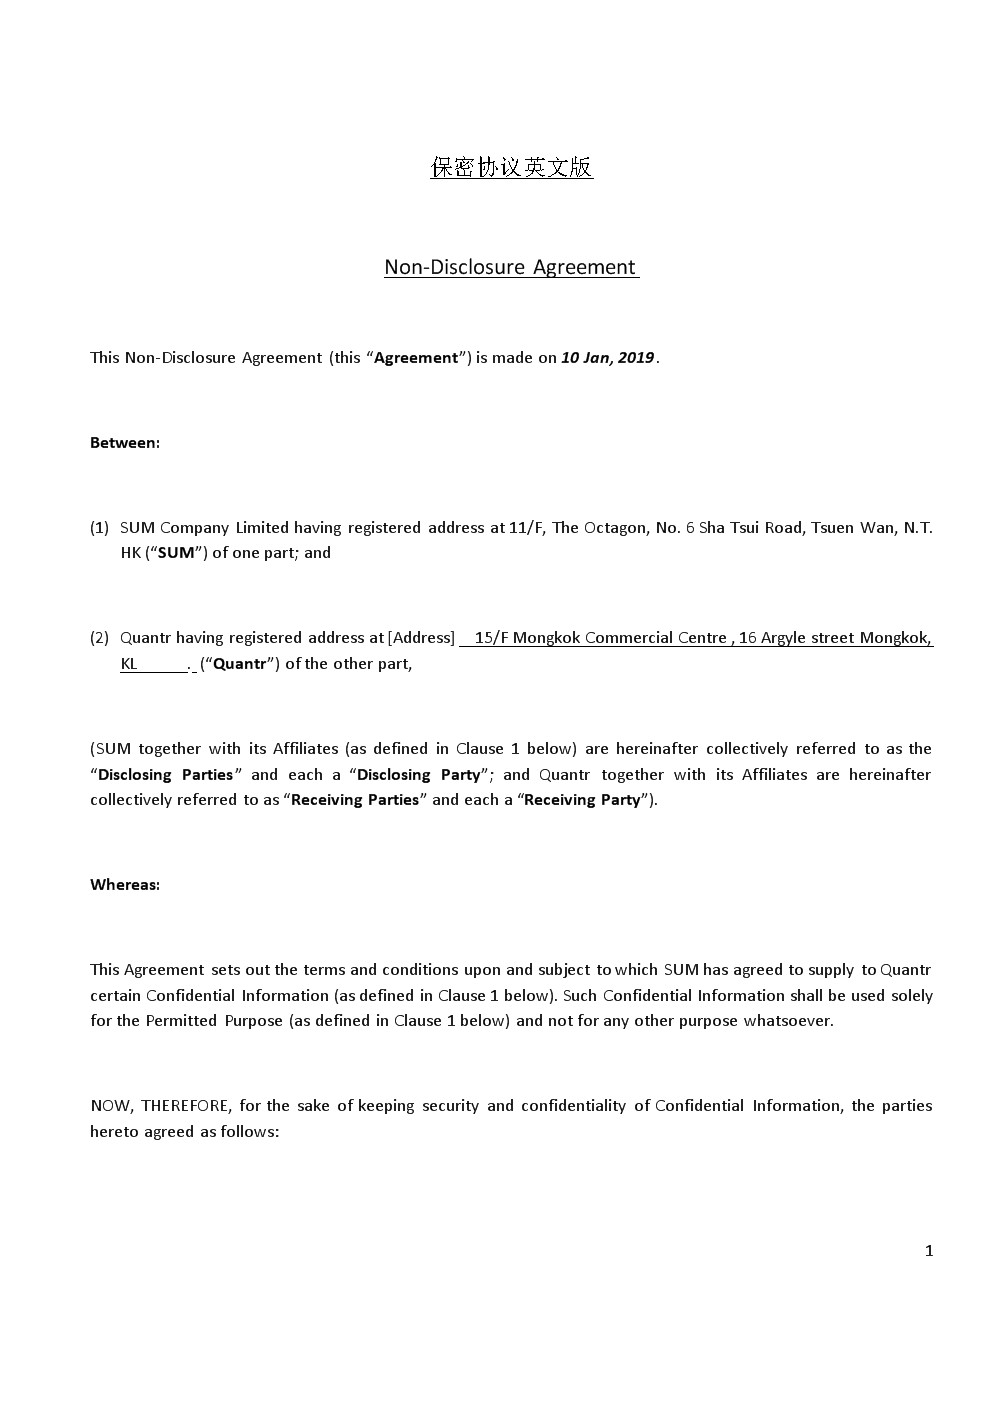 保密协议英文版
Non-Disclosure Agreement
This Non-Disclosure Agreement (this “Agreement”) is made on 10 Jan, 2019.
Between:
(1) SUM Company Limited having registered address at 11/F, The Octagon, No. 6 Sha Tsui Road, Tsuen Wan, N.T.
HK (“SUM”) of one part; and
(2) Quantr having registered address at [Address] 15/F Mongkok Commercial Centre , 16 Argyle street Mongkok,
KL . (“Quantr”) of the other part,
(SUM together with its Affiliates (as defined in Clause 1 below) are hereinafter collectively referred to as the
“Disclosing Parties” and each a “Disclosing Party”; and Quantr together with its Affiliates are hereinafter
collectively referred to as “Receiving Parties” and each a “Receiving Party”).
Whereas:
This Agreement sets out the terms and conditions upon and subject to which SUM has agreed to supply to Quantr
certain Confidential Information (as defined in Clause 1 below). Such Confidential Information shall be used solely
for the Permitted Purpose (as defined in Clause 1 below) and not for any other purpose whatsoever.
NOW, THEREFORE, for the sake of keeping security and confidentiality of Confidential Information, the parties
hereto agreed as follows:
1